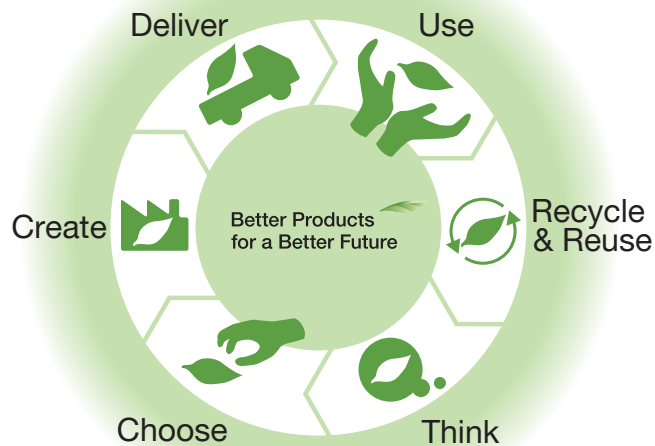 Deliver
Use
Create
Better Products
for a Better Future
Recycle
& Reuse
Choose
Think